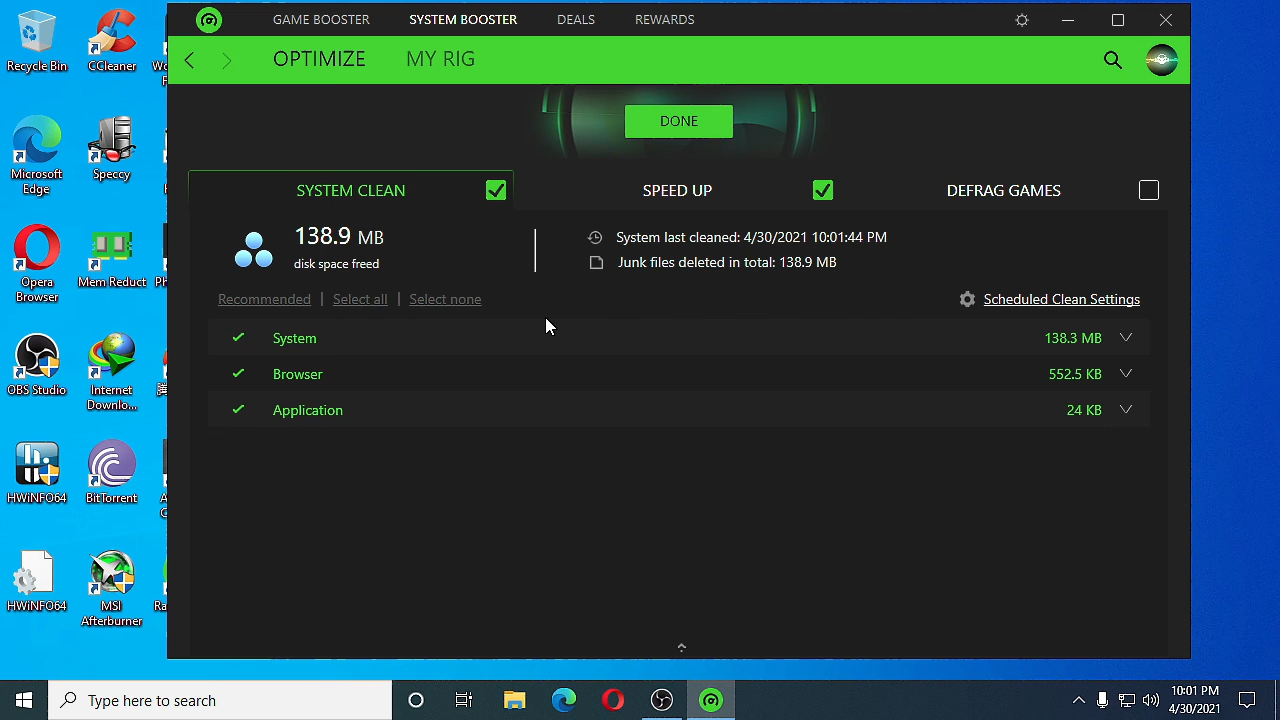 GAME BOOSTER
SYSTEM BOOSTER
DEALS
REWARDS
OPTIMIZE
MY RIG
DONE
SYSTEM CLEAN
SPEED UP
DEFRAG GAMES
138.9 MB
disk space freed
System last cleaned: 4/30/2021 10:01:44 PM
Junk files deleted in total: 138.9 MB
Recommended | Select all | Select none
Scheduled Clean Settings
System
138.3 MB
Browser
552.5 KB
Application
24 KB
Recycle Bin
CCleaner
Microsoft
Edge
Speccy
Opera
Browser
Mem Reduct
OBS Studio
Internet
Downlo...
HWiNFO64
BitTorrent
HWiNFO64
MSI
Afterburner
Type here to search
10:01 PM
4/30/2021